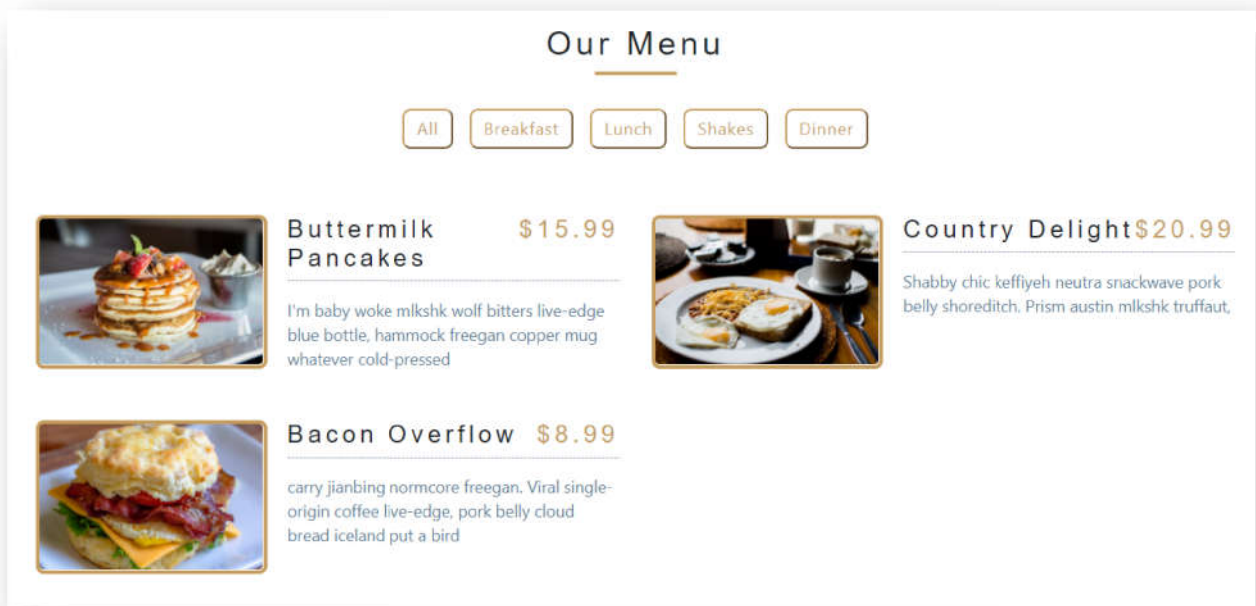 Our Menu
All Breakfast Lunch Shakes Dinner
Buttermilk $15.99
Pancakes
I'm baby woke mlkshk wolf bitters live-edge
blue bottle, hammock freegan copper mug
whatever cold-pressed
Country Delight $20.99
Shabby chic keffiyeh neutra snackwave pork
belly shoreditch. Prism austin mlkshk truffaut,
Bacon Overflow $8.99
carry jianbing normcore freegan. Viral single-
origin coffee live-edge, pork belly cloud
bread iceland put a bird